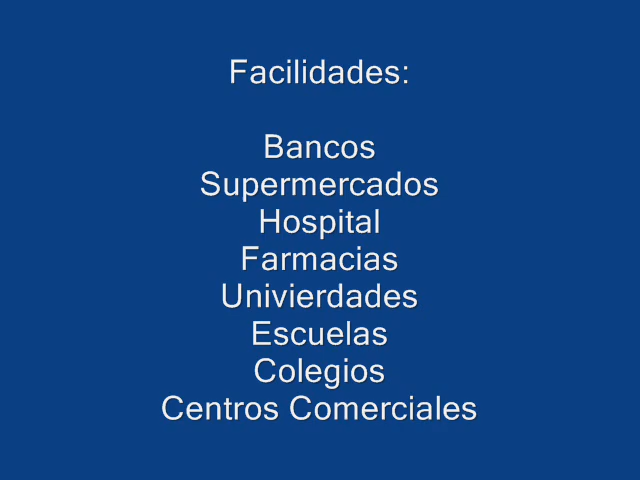 Facilidades:
Bancos
Supermercados
Hospital
Farmacias
Univierdades
Escuelas
Colegios
Centros Comerciales